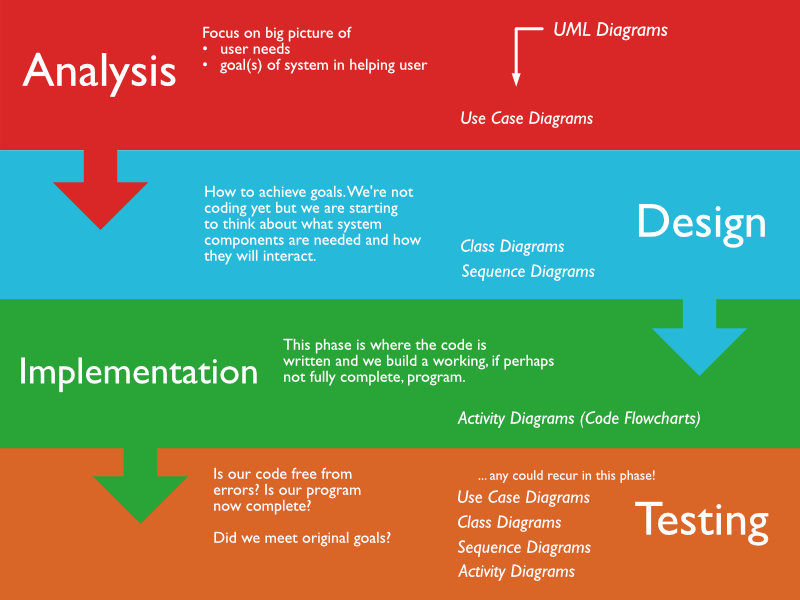 Analysis
Focus on big picture of
• user needs
• goal(s) of system in helping user
UML Diagrams
Use Case Diagrams
How to achieve goals. We're not
coding yet but we are starting
to think about what system
components are needed and how
they will interact.
Class Diagrams
Sequence Diagrams
Design
Implementation
This phase is where the code is
written and we build a working, if perhaps
not fully complete, program.
Activity Diagrams (Code Flowcharts)
Is our code free from
errors? Is our program
now complete?
Did we meet original goals?
... any could recur in this phase!
Use Case Diagrams
Class Diagrams
Sequence Diagrams
Activity Diagrams
Testing